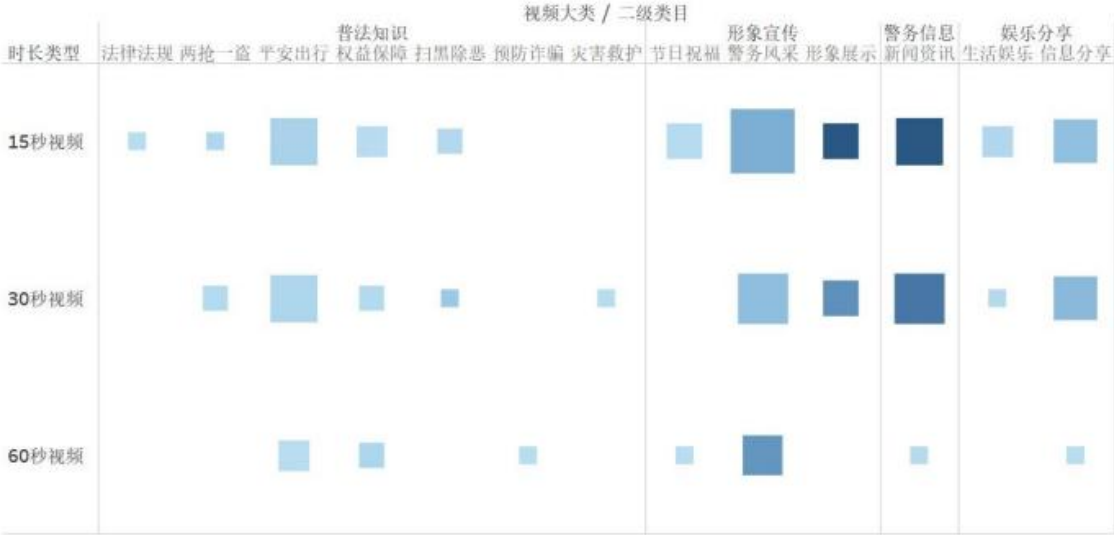 视频大类 / 二级类目
普法知识 形象宣传 警务信息 娱乐分享
时长类型 法律法规 两抢一盗 平安出行 权益保障 扫黑除恶 预防诈骗 灾害救护 节日祝福 警务风采 形象展示 新闻资讯 生活娱乐 信息分享
15秒视频
30秒视频
60秒视频